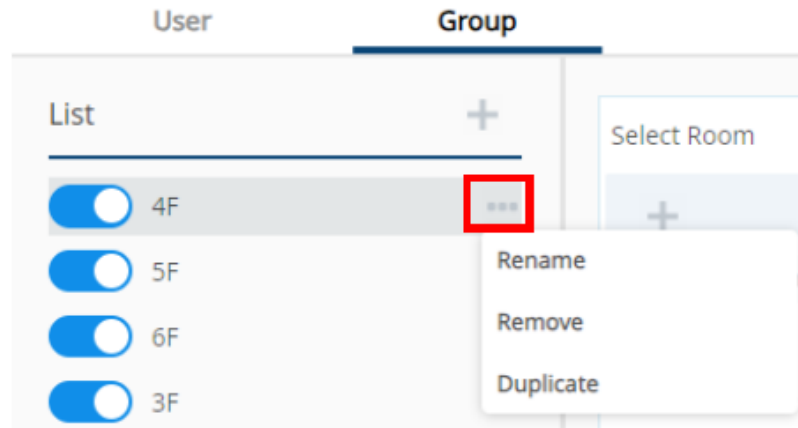 User Group
List
Select Room
4F
5F
6F
3F
Rename
Remove
Duplicate